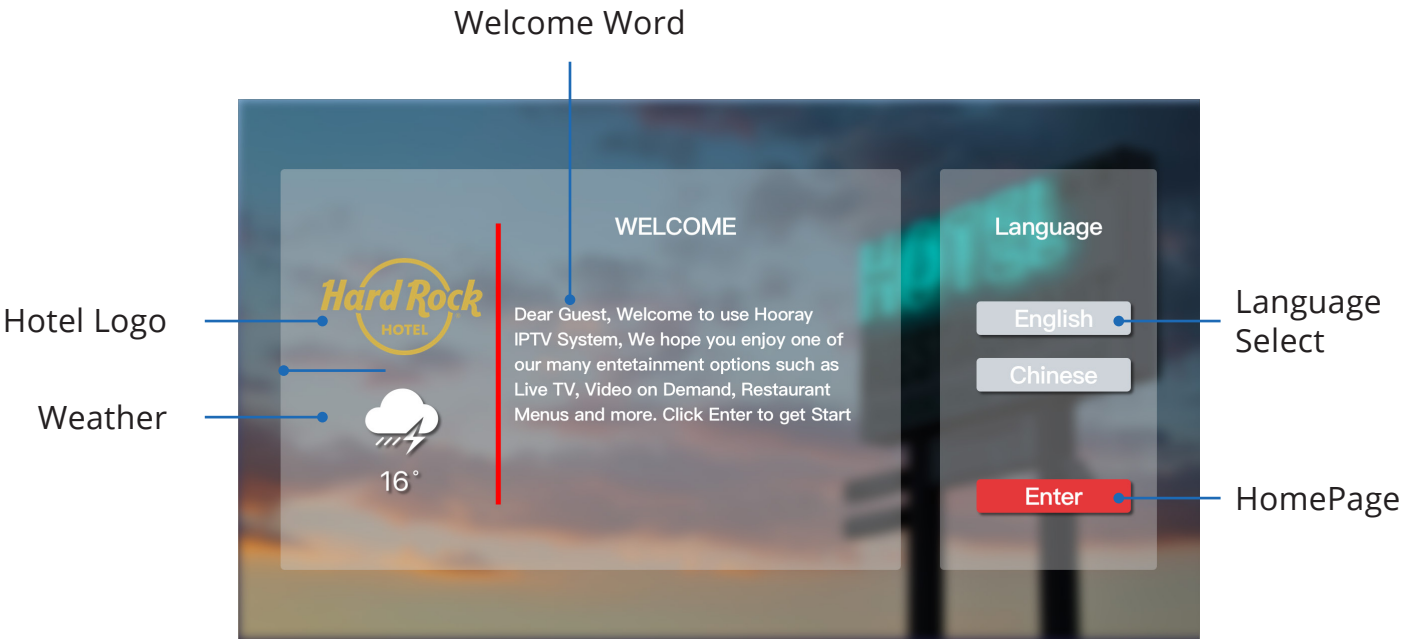 Welcome Word
WELCOME
Language
Hard Rock
HOTEL
Hotel Logo
Dear Guest, Welcome to use Hooray
IPTV System, We hope you enjoy one of
our many entetainment options such as
Live TV, Video on Demand, Restaurant
Menus and more. Click Enter to get Start
English
Language
Select
Chinese
Weather
16°
Enter
HomePage